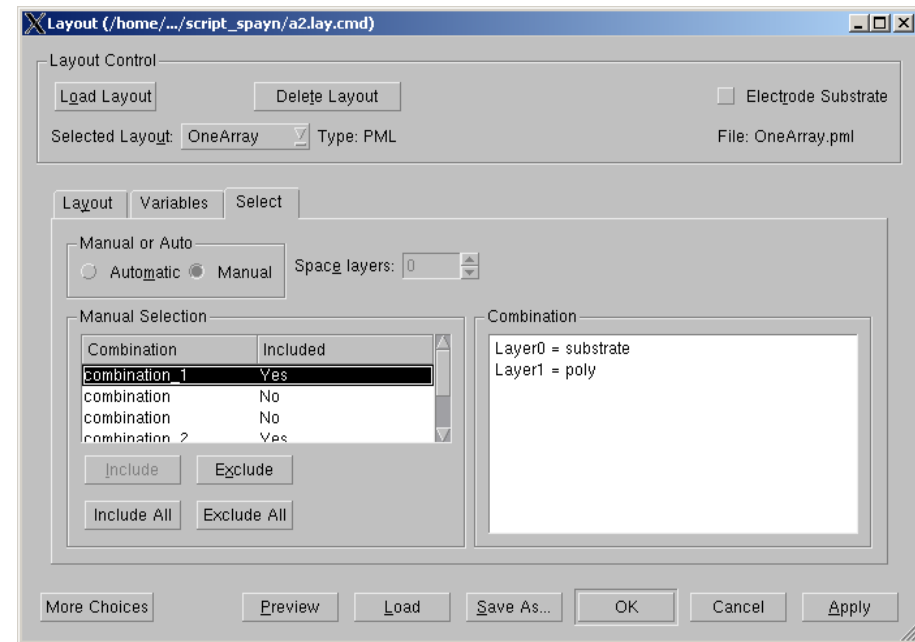 Layout (/home/.../script_spayn/a2.lay.cmd)
Layout Control
Load Layout Delete Layout Electrode Substrate
Selected Layout: OneArray Type: PML File: OneArray.pml
Layout Variables Select
Manual or Auto
Automatic Manual Space layers: 0
Manual Selection
Combination Included
combination_1 Yes
combination No
combination No
combination_2 Yes
Include Exclude
Include All Exclude All
Combination
Layer0 = substrate
Layer1 = poly
More Choices Preview Load Save As... OK Cancel Apply